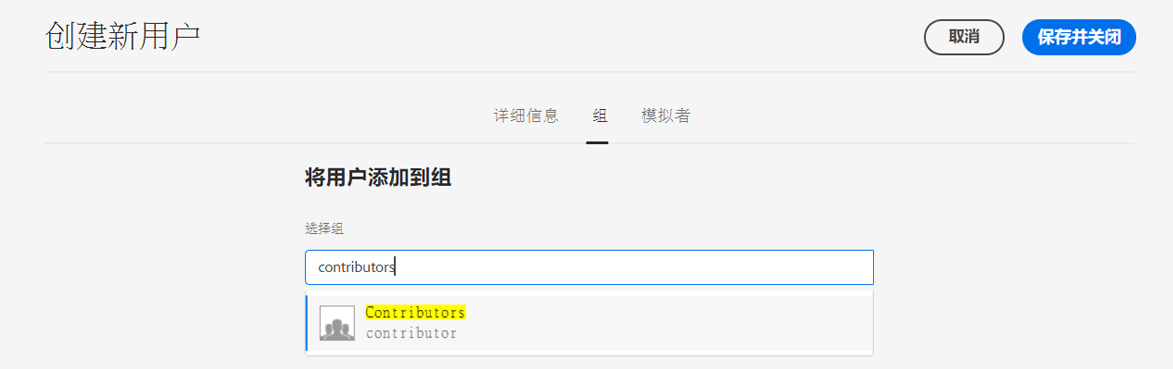 创建新用户
取消
保存并关闭
详细信息 组 模拟者
将用户添加到组
选择组
contributors
Contributors
contributor